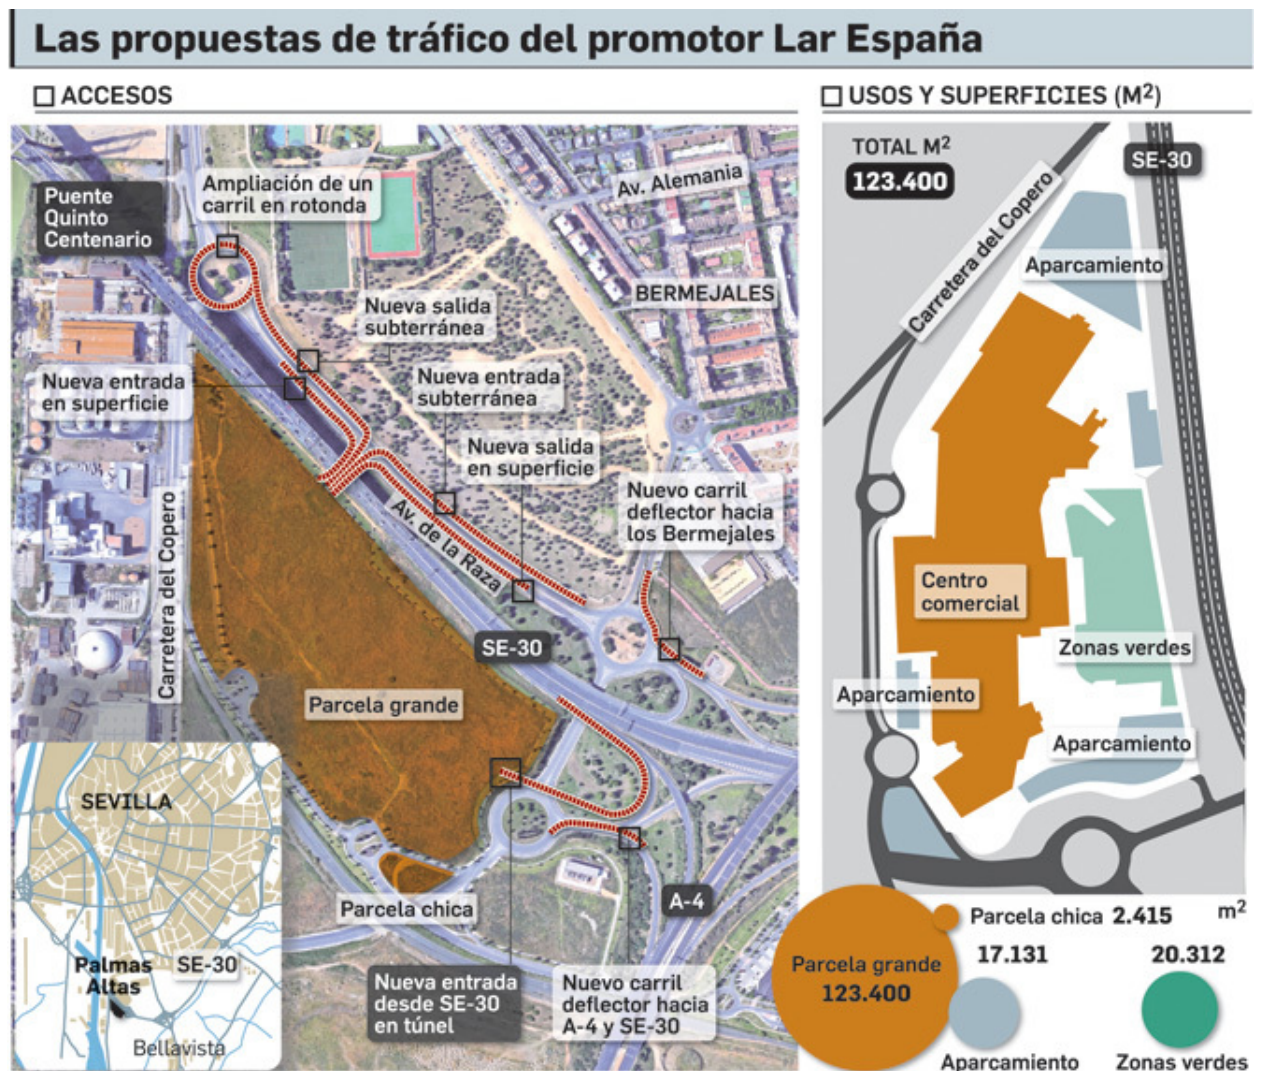 Las propuestas de tráfico del promotor Lar España
ACCESOS
Puente
Quinto
Centenario
Ampliación de un
carril en rotonda
Av. Alemania
BERMEJALES
Nueva salida
subterránea
Nueva entrada
en superficie
Nueva entrada
subterránea
Nueva salida
en superficie
Nuevo carril
deflector hacia
los Bermejales
Av. de la Raza
Carretera del Copero
SE-30
Parcela grande
Parcela chica
A-4
Nueva entrada
desde SE-30
en túnel
Nuevo carril
deflector hacia
A-4 y SE-30
SEVILLA
Palmas
Altas
SE-30
Bellavista
USOS Y SUPERFICIES (M²)
TOTAL M²
123.400
SE-30
Carretera del Copero
Aparcamiento
Centro
comercial
Zonas verdes
Aparcamiento
Aparcamiento
Parcela chica 2.415 m²
Parcela grande
123.400
17.131
Aparcamiento
20.312
Zonas verdes